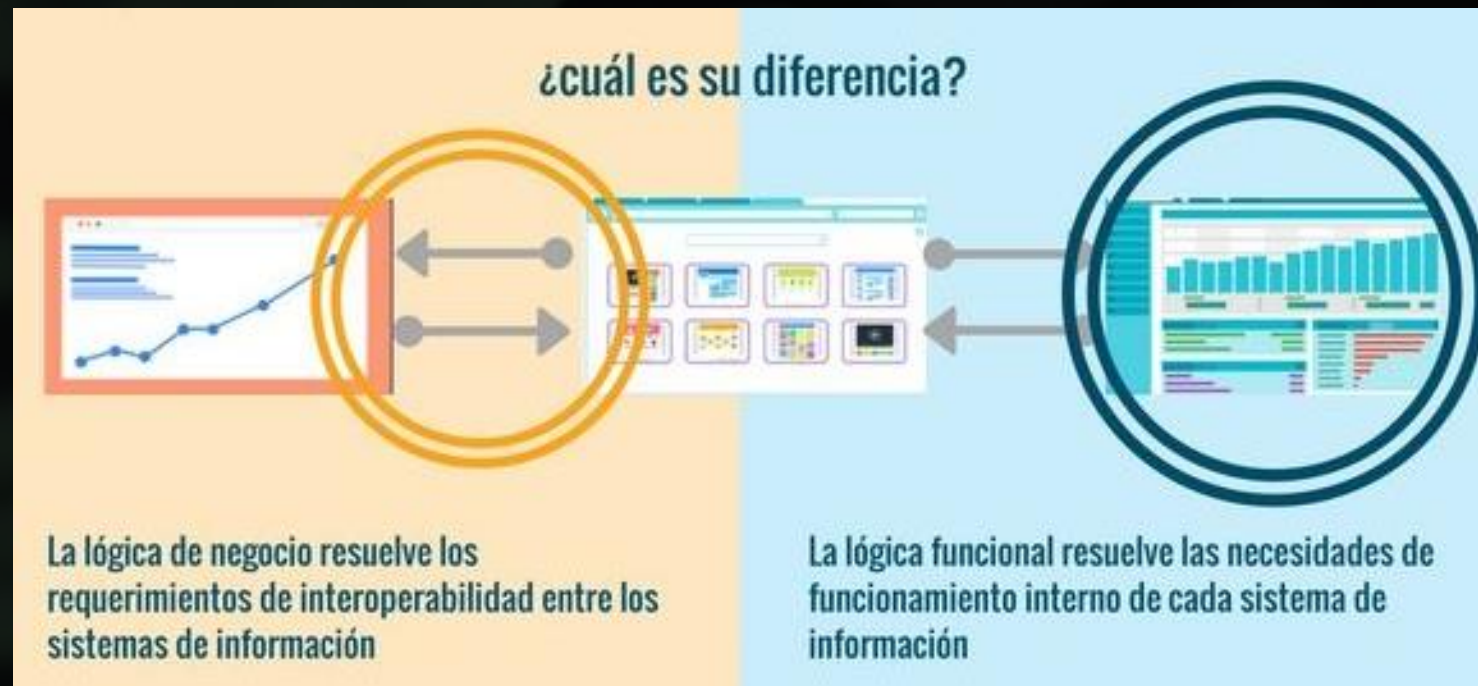 ¿cuál es su diferencia?
La lógica de negocio resuelve los
requerimientos de interoperabilidad entre los
sistemas de información
La lógica funcional resuelve las necesidades de
funcionamiento interno de cada sistema de
información